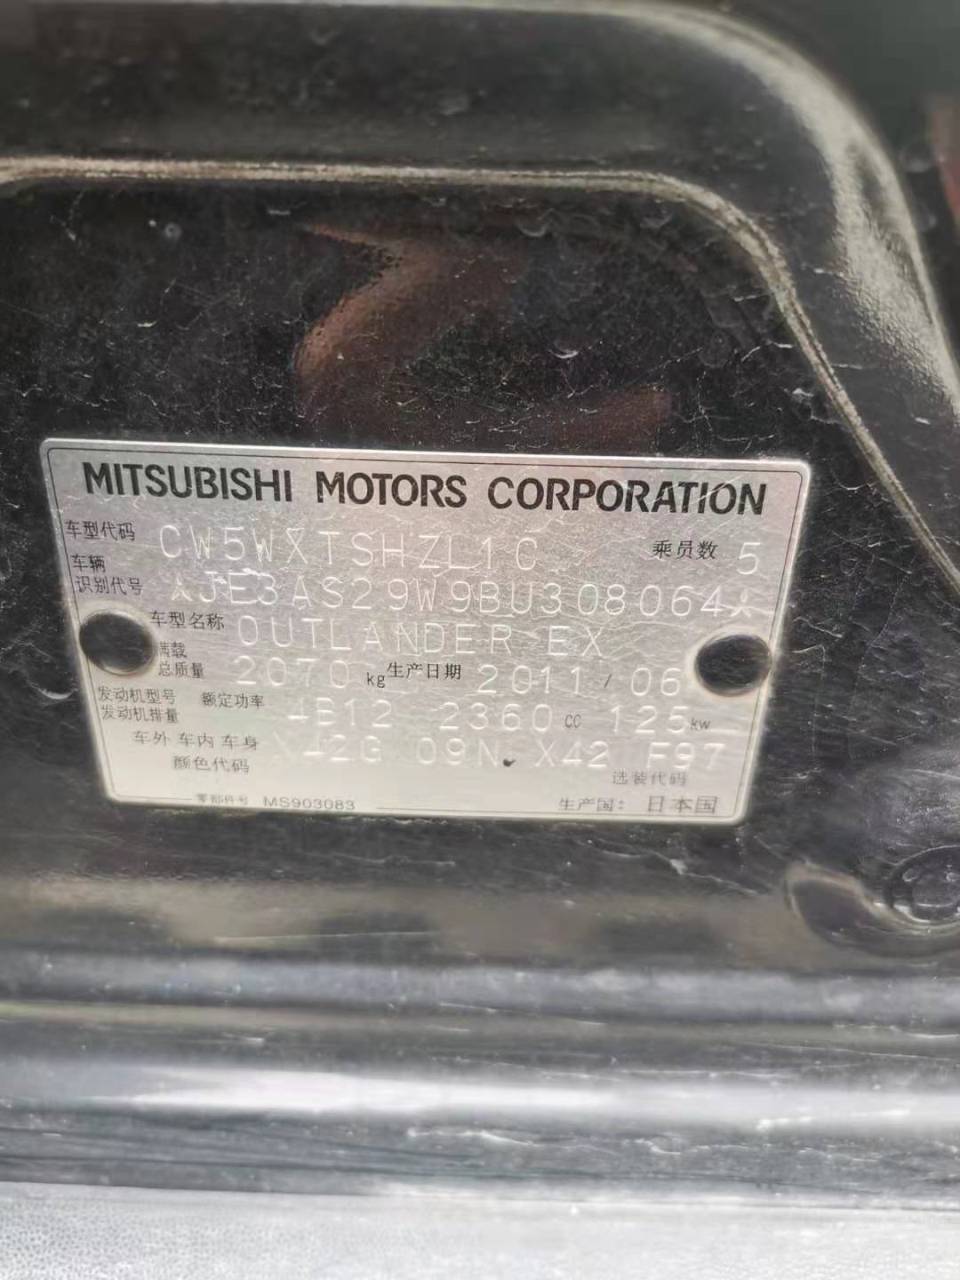 MITSUBISHI MOTORS CORPORATION
车型代码 CW5WXTSHZL1C 乘员数 5
车辆识别代号 *JE3AS29W9BU308064*
车型名称 OUTLANDER EX
满载总质量 2070 kg 生产日期 2011/06
发动机型号 额定功率
发动机排量 4B12 2360 CC 125 kw
车外 车内 车身 X42G 09N X42 F97
颜色代码 选装代码
零部件号 MS903083 生产国: 日本国